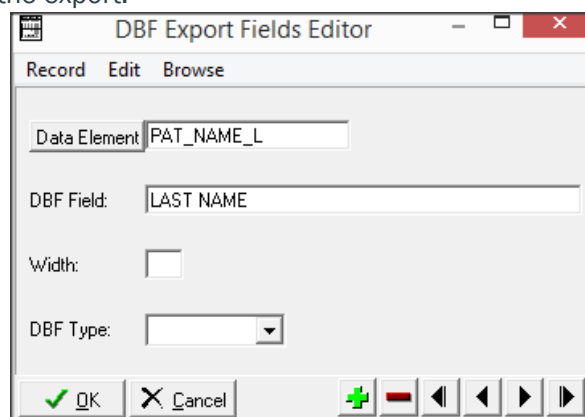 the export.
DBF Export Fields Editor
Record Edit Browse
Data Element PAT_NAME_L
DBF Field: LAST NAME
Width:
DBF Type:
OK Cancel